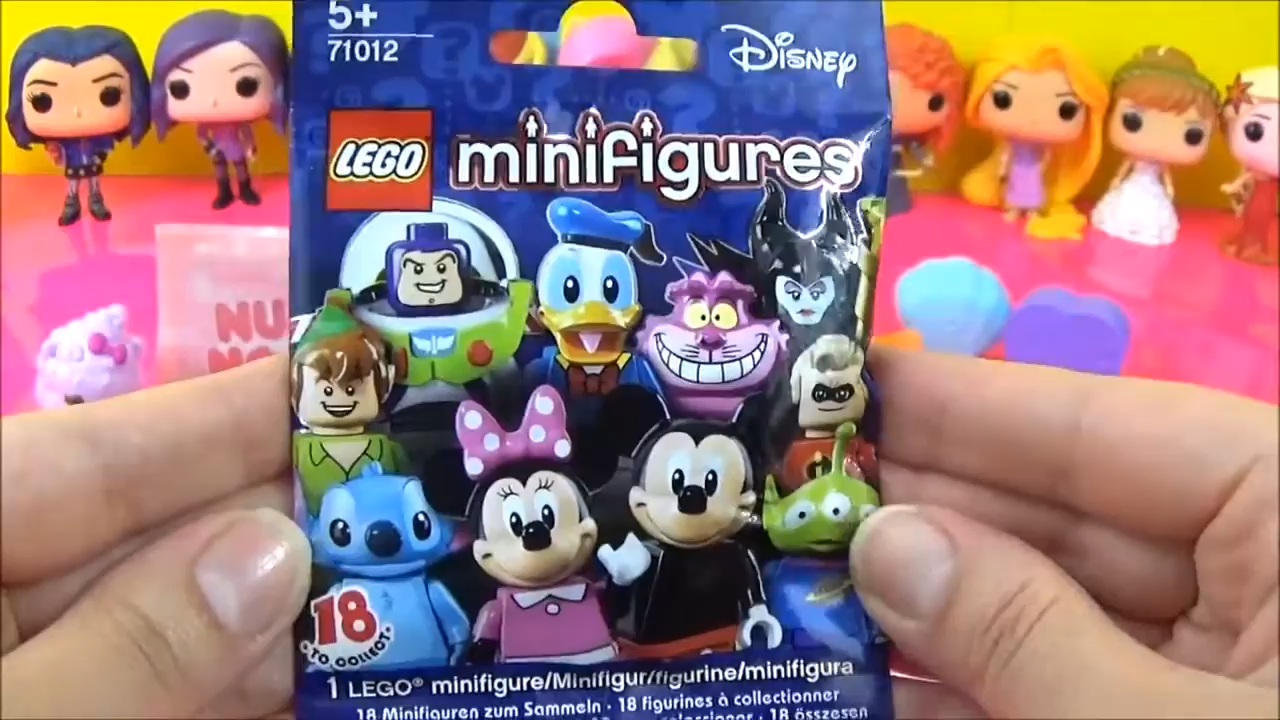 5+
71012
Disney
LEGO minifigures
NU
18
TO COLLECT
1 LEGO® minifigure/Minifigur/figurine/minifigura
18 Minifiguren zum Sammeln · 18 figurines à collectionner
18 összesen